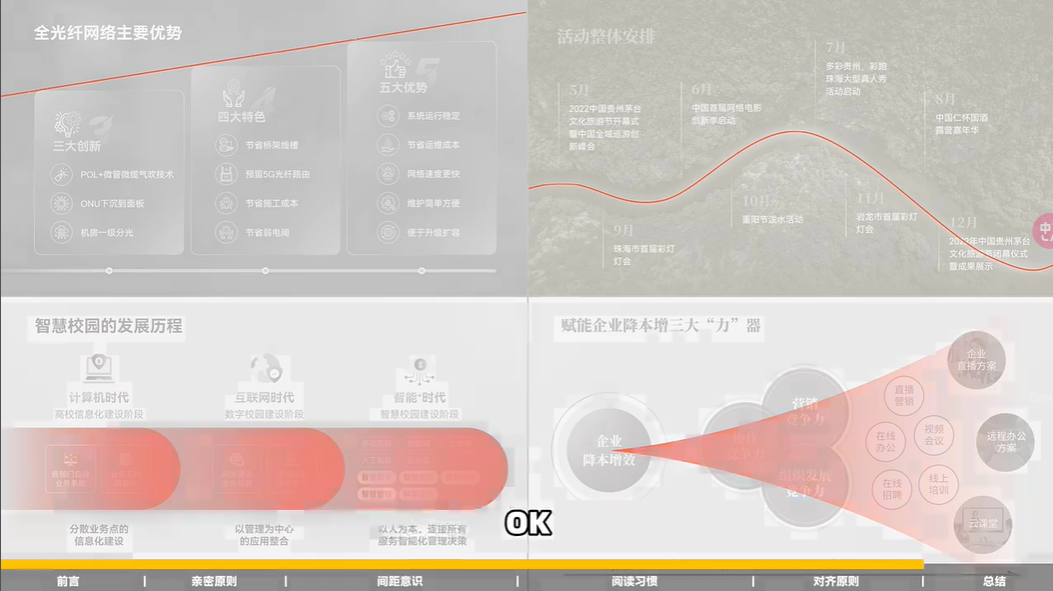 全光纤网络主要优势
三大创新
POL+微管微缆气吹技术
ONU下沉到面板
机房一级分光
四大特色
节省桥架线槽
预留5G光纤路由
节省施工成本
节省弱电间
五大优势
系统运行稳定
节省运维成本
网络速度更快
维护简单方便
便于升级扩容
活动整体安排
5月
2022中国贵州茅台
文化旅游节开幕式
暨中国全域巡游创
新峰会
6月
中国首届网络电影
创新季启动
7月
多彩贵州、彩跑
珠海大型真人秀
活动启动
8月
中国仁怀国酒
露营嘉年华
9月
珠海市首届彩灯
灯会
10月
重阳节泼水活动
11月
岩龙市首届彩灯
灯会
12月
2022年中国贵州茅台
文化旅游节闭幕仪式
暨成果展示
智慧校园的发展历程
计算机时代
高校信息化建设阶段
互联网时代
数字校园建设阶段
智能+时代
智慧校园建设阶段
分散业务点的
信息化建设
以管理为中心
的应用整合
以人为本，连接所有
服务智能化管理决策
赋能企业降本增三大“力”器
企业
降本增效
营销
竞争力
组织发展
竞争力
直播
营销
在线
办公
视频
会议
在线
招聘
线上
培训
企业
直播方案
远程办公
方案
云课堂
OK
前言
亲密原则
间距意识
阅读习惯
对齐原则
总结